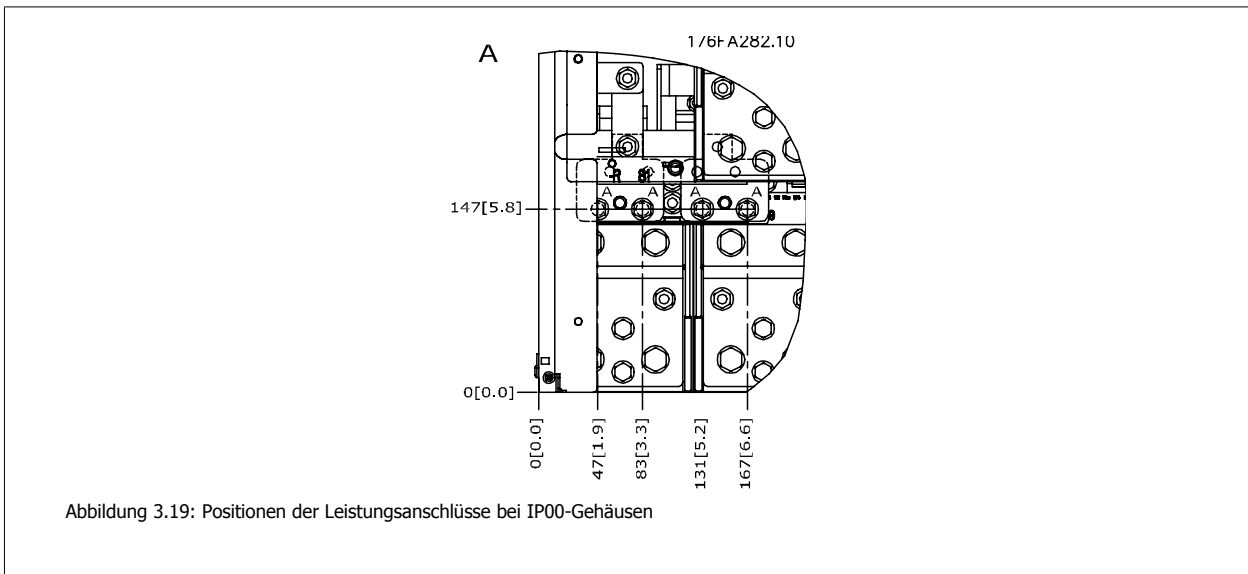 176FA282.10
A
A A A A
147[5.8]
0[0.0]
0[0.0]
47[1.9]
83[3.3]
131[5.2]
167[6.6]
Abbildung 3.19: Positionen der Leistungsanschlüsse bei IP00-Gehäusen